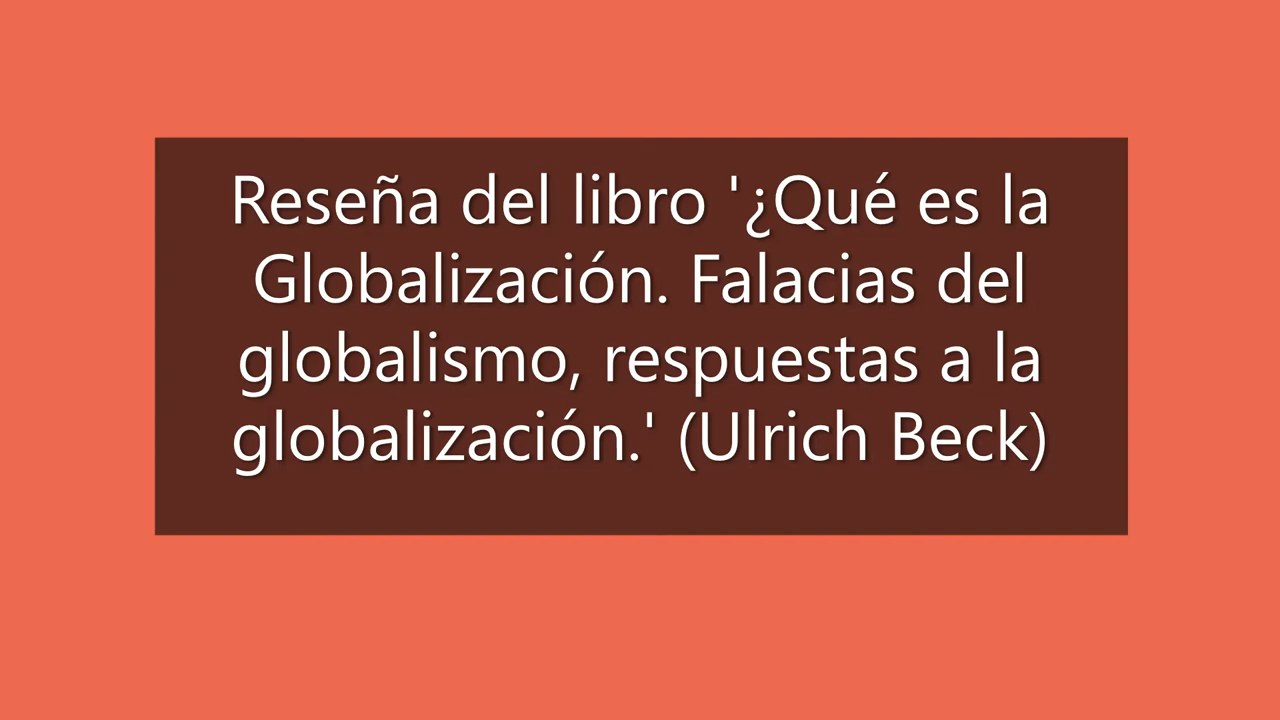 Reseña del libro '¿Qué es la
Globalización. Falacias del
globalismo, respuestas a la
globalización.' (Ulrich Beck)